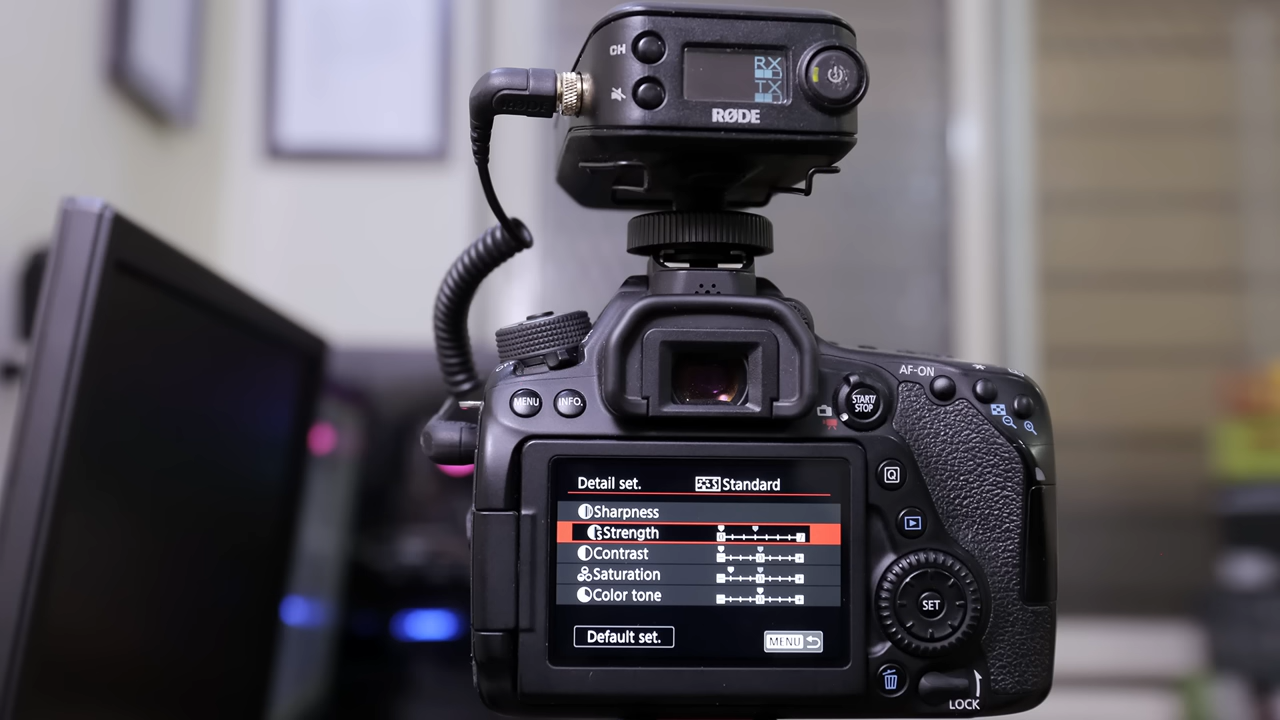 CH
RX
TX
RØDE
AF-ON
MENU
INFO.
START/
STOP
Q
Detail set.
Standard
Sharpness
Strength
Contrast
Saturation
Color tone
Default set.
MENU
SET
LOCK